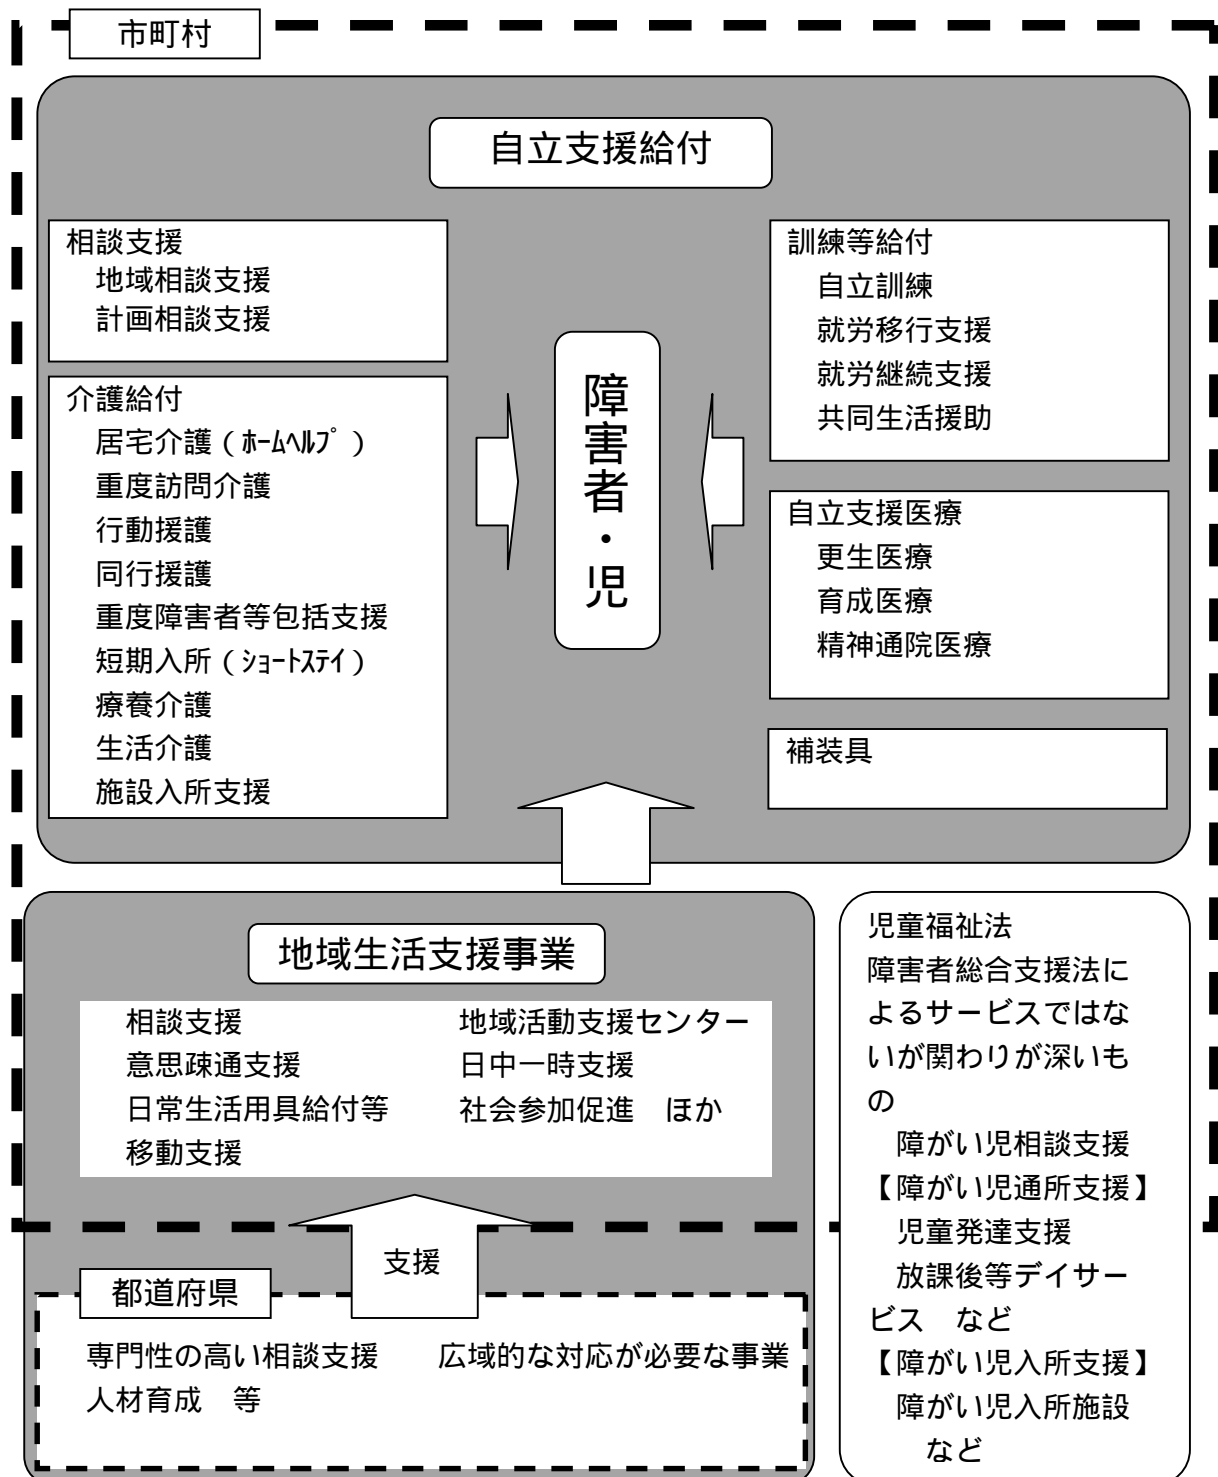 市町村
自立支援給付
相談支援
地域相談支援
計画相談支援
介護給付
居宅介護（ﾎｰﾑﾍﾙﾌﾟ）
重度訪問介護
行動援護
同行援護
重度障害者等包括支援
短期入所（ｼｮｰﾄｽﾃｲ）
療養介護
生活介護
施設入所支援
障害者・児
訓練等給付
自立訓練
就労移行支援
就労継続支援
共同生活援助
自立支援医療
更生医療
育成医療
精神通院医療
補装具
地域生活支援事業
相談支援　地域活動支援センター
意思疎通支援　日中一時支援
日常生活用具給付等　社会参加促進　ほか
移動支援
支援
都道府県
専門性の高い相談支援　広域的な対応が必要な事業
人材育成　等
児童福祉法
障害者総合支援法に
よるサービスではな
いが関わりが深いも
の
障がい児相談支援
【障がい児通所支援】
児童発達支援
放課後等デイサー
ビス　など
【障がい児入所支援】
障がい児入所施設
など